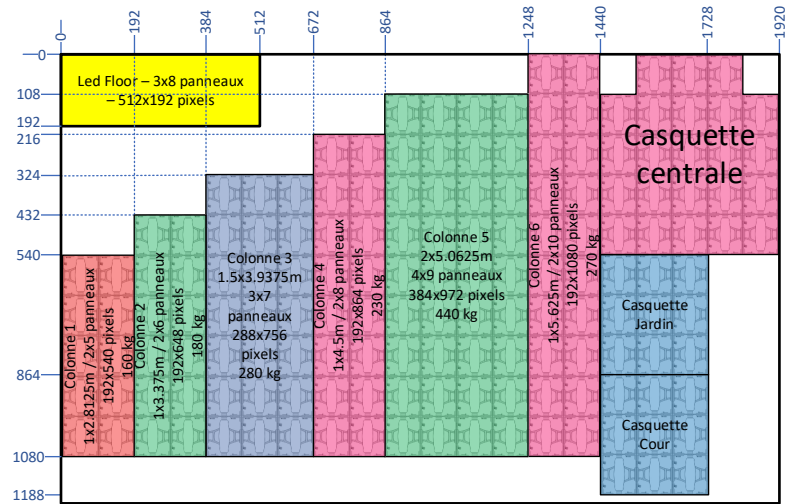 0
192
384
512
672
864
1248
1440
1728
1920
0
108
192
216
324
432
540
864
1080
1188
Led Floor – 3x8 panneaux
– 512x192 pixels
Colonne 1
1x2.8125m / 2x5 panneaux
192x540 pixels
160 kg
Colonne 2
1x3.375m / 2x6 panneaux
192x648 pixels
180 kg
Colonne 3
1.5x3.9375m
3x7
panneaux
288x756
pixels
280 kg
Colonne 4
1x4.5m / 2x8 panneaux
192x864 pixels
230 kg
Colonne 5
2x5.0625m
4x9 panneaux
384x972 pixels
440 kg
Colonne 6
1x5.625m / 2x10 panneaux
192x1080 pixels
270 kg
Casquette
centrale
Casquette
Jardin
Casquette
Cour